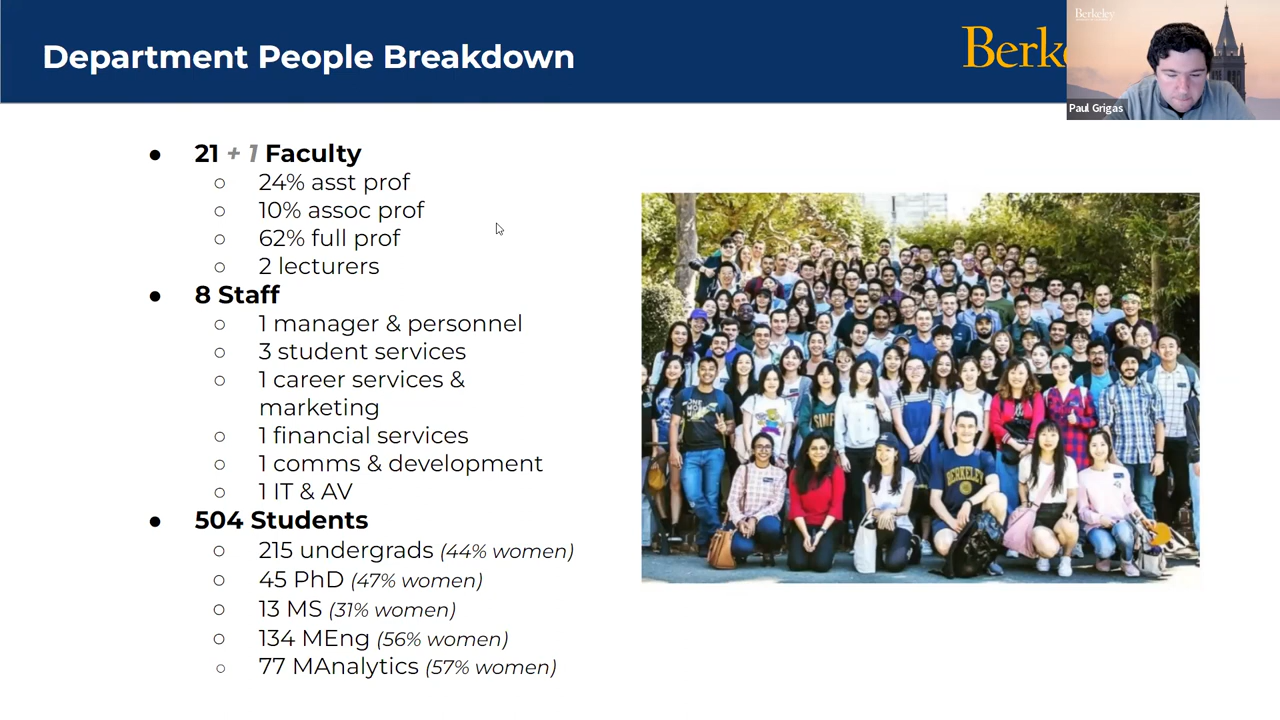 Department People Breakdown
Berkeley
Paul Grigas
● 21 + 1 Faculty
○ 24% asst prof
○ 10% assoc prof
○ 62% full prof
○ 2 lecturers
● 8 Staff
○ 1 manager & personnel
○ 3 student services
○ 1 career services &
marketing
○ 1 financial services
○ 1 comms & development
○ 1 IT & AV
● 504 Students
○ 215 undergrads (44% women)
○ 45 PhD (47% women)
○ 13 MS (31% women)
○ 134 MEng (56% women)
○ 77 MAnalytics (57% women)
BERKELEY